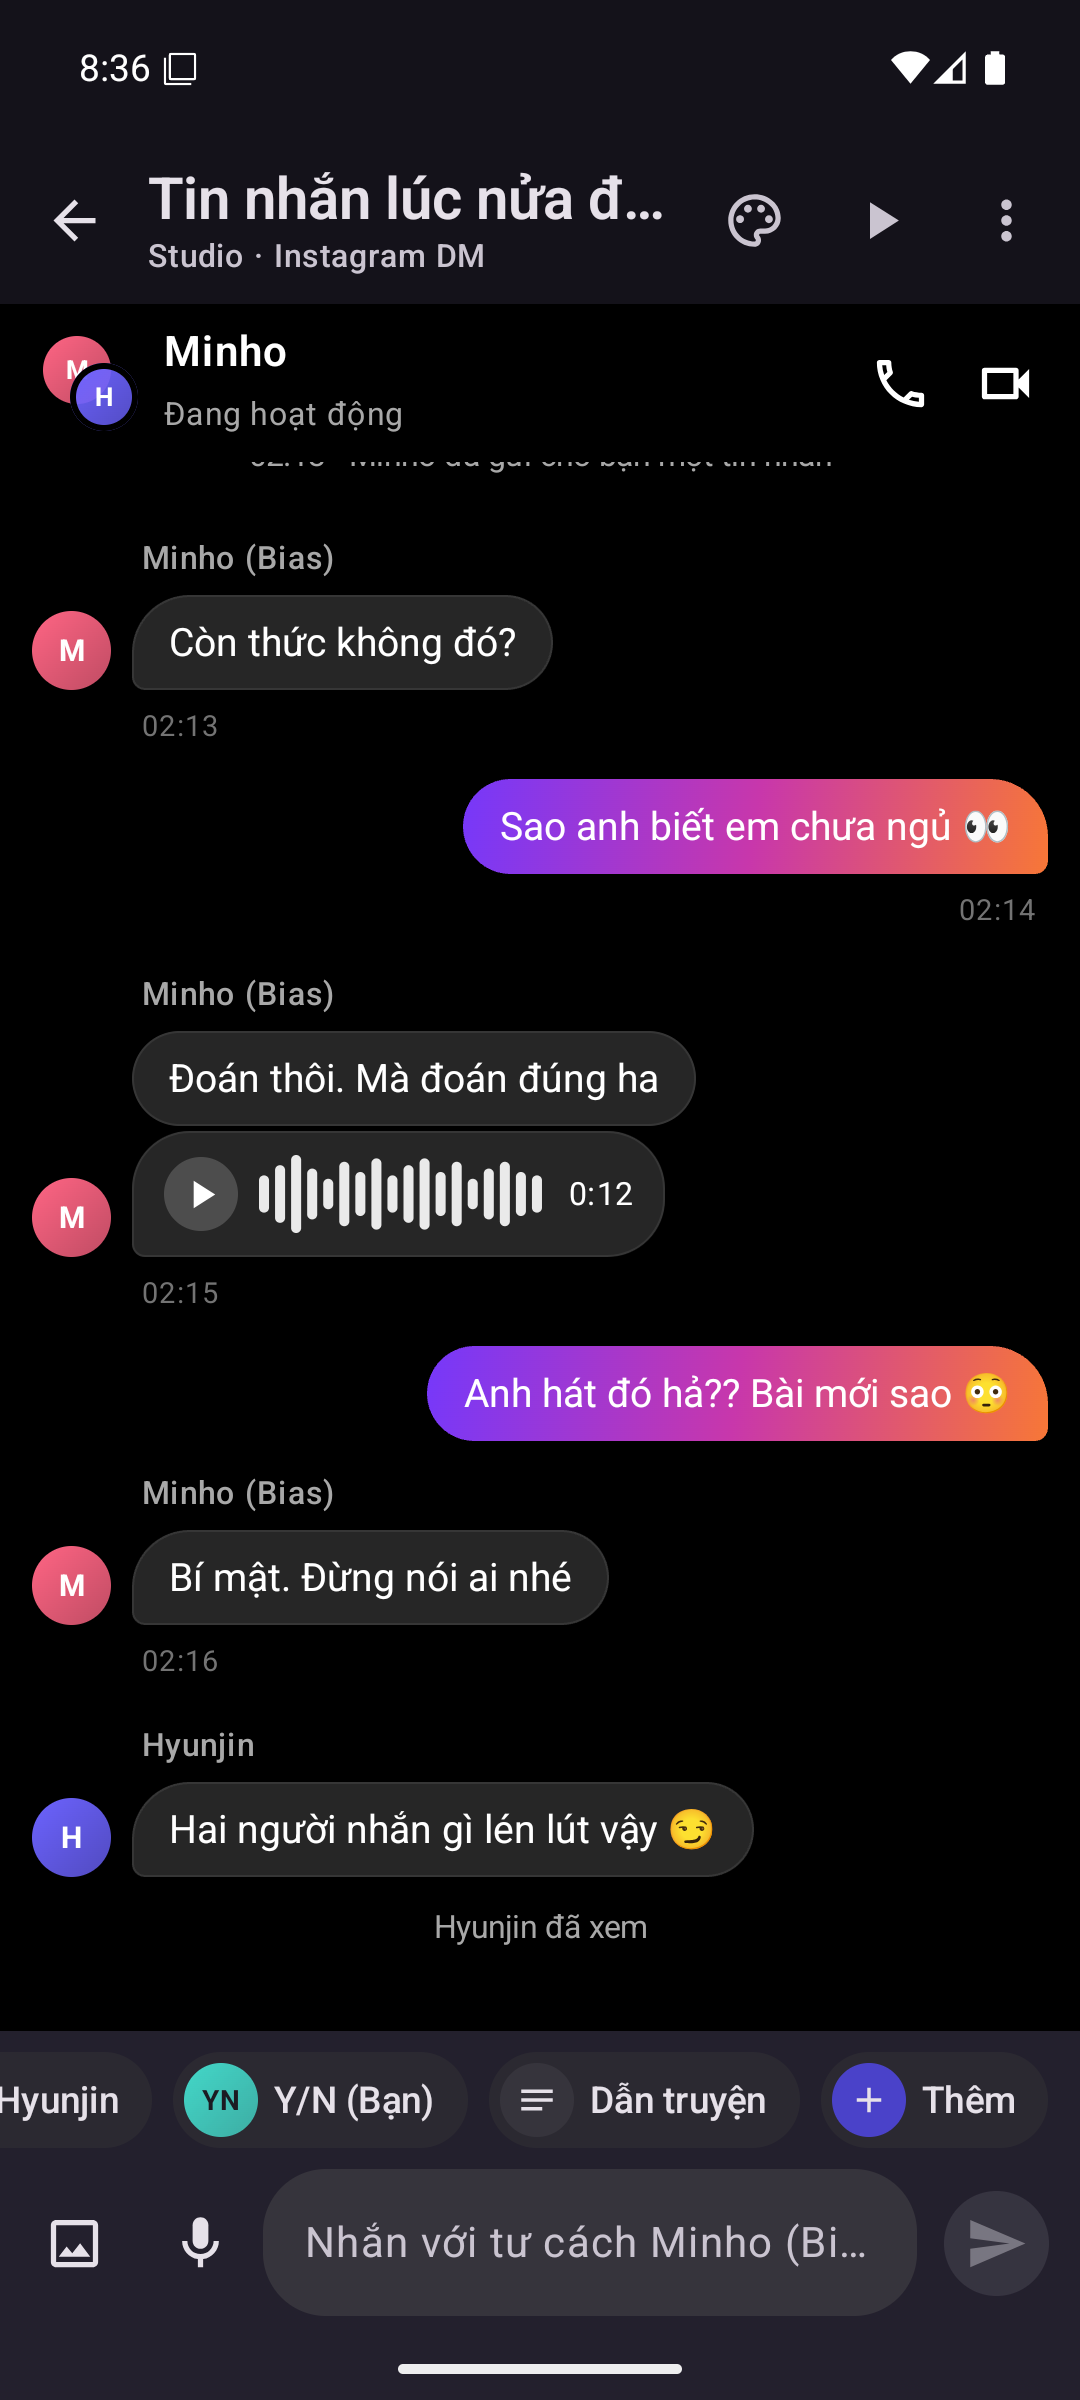 8:36
Tin nhắn lúc nửa đ...
Studio · Instagram DM
M
H
Minho
Đang hoạt động
Minho (Bias)
M
Còn thức không đó?
02:13
Sao anh biết em chưa ngủ 👀
02:14
Minho (Bias)
Đoán thôi. Mà đoán đúng ha
M
0:12
02:15
Anh hát đó hả?? Bài mới sao 😳
Minho (Bias)
M
Bí mật. Đừng nói ai nhé
02:16
Hyunjin
H
Hai người nhắn gì lén lút vậy 😏
Hyunjin đã xem
Hyunjin
YN
Y/N (Bạn)
Dẫn truyện
Thêm
Nhắn với tư cách Minho (Bi...